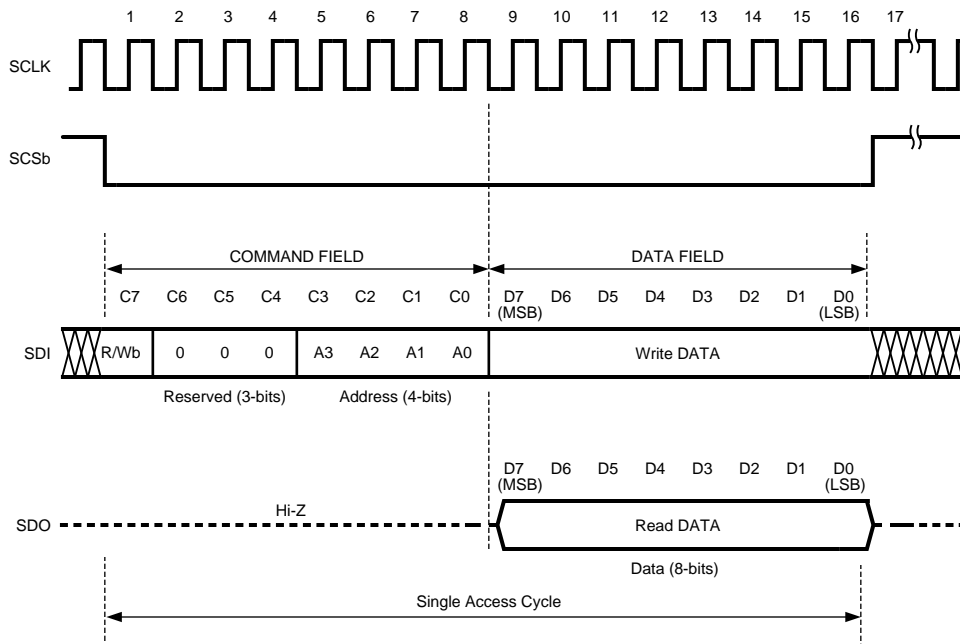 1 2 3 4 5 6 7 8 9 10 11 12 13 14 15 16 17
SCLK
SCSb
COMMAND FIELD DATA FIELD
C7 C6 C5 C4 C3 C2 C1 C0 D7 D6 D5 D4 D3 D2 D1 D0
(MSB) (LSB)
SDI R/Wb 0 0 0 A3 A2 A1 A0 Write DATA
Reserved (3-bits) Address (4-bits)
D7 D6 D5 D4 D3 D2 D1 D0
(MSB) (LSB)
Hi-Z
SDO Read DATA
Data (8-bits)
Single Access Cycle